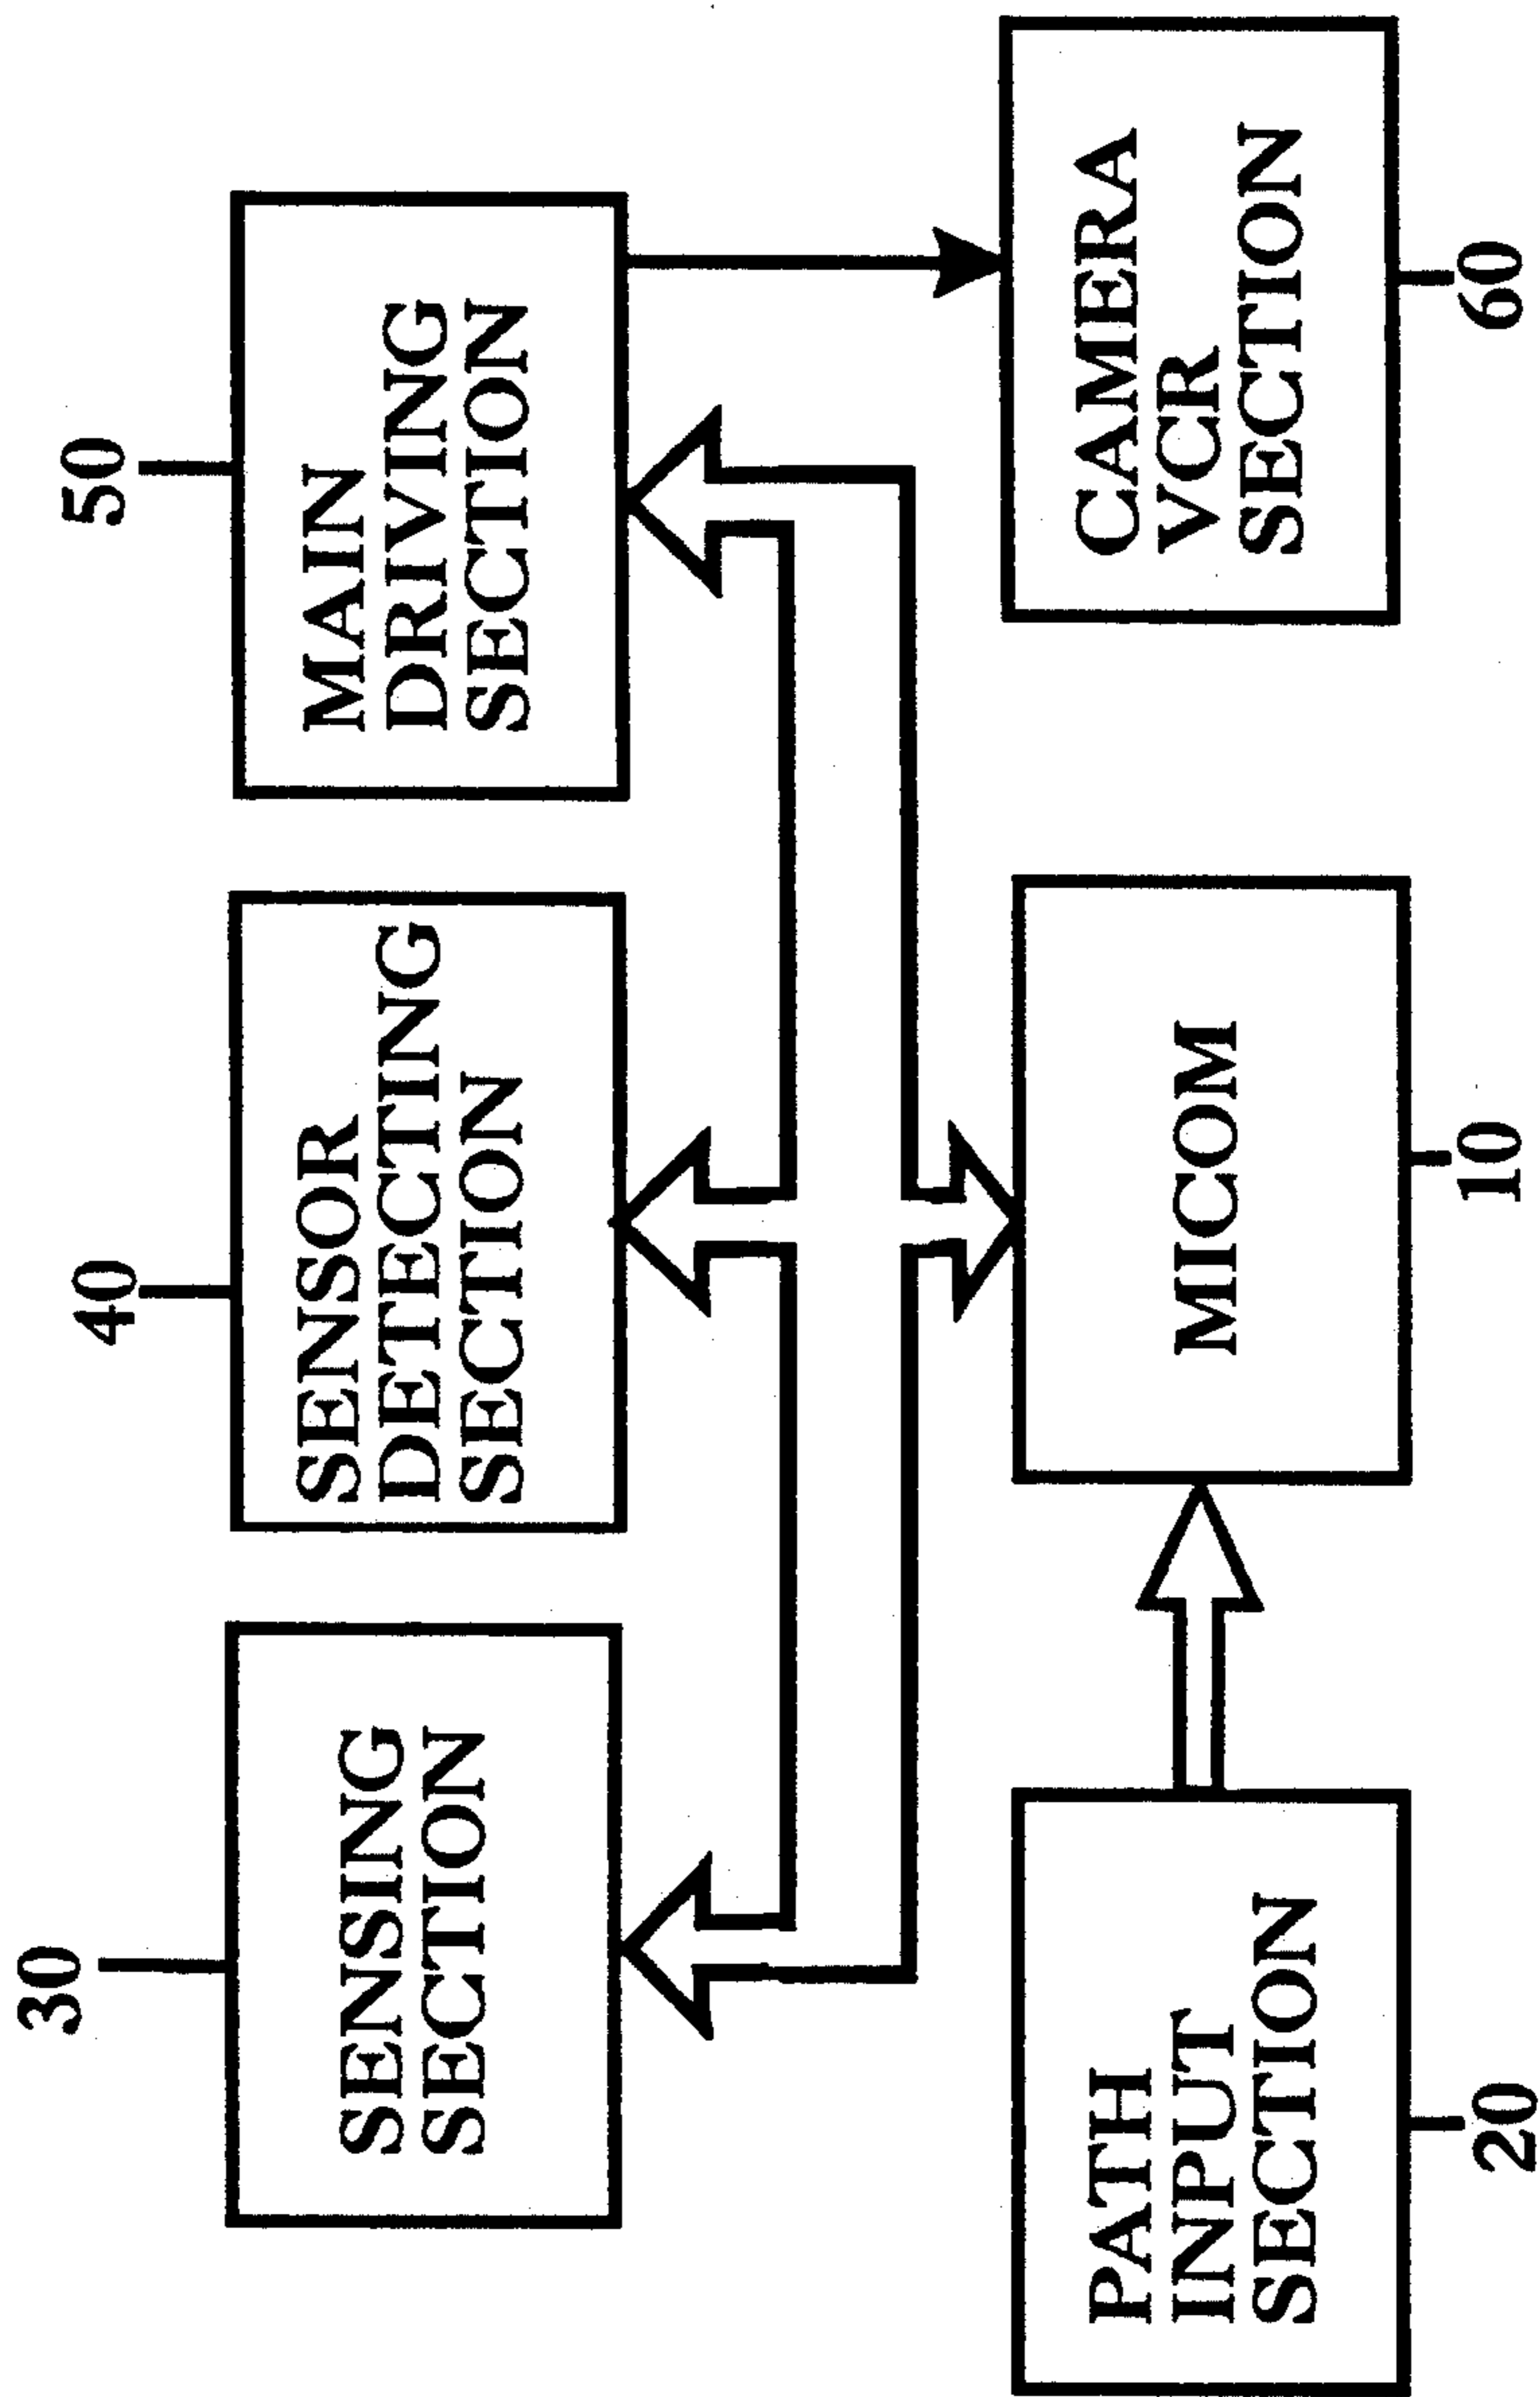 30
SENSING
SECTION
40
SENSOR
DETECTING
SECTION
50
MAIN
DRIVING
SECTION
PATH
INPUT
SECTION
20
MICOM
10
CAMERA
VCR
SECTION
60